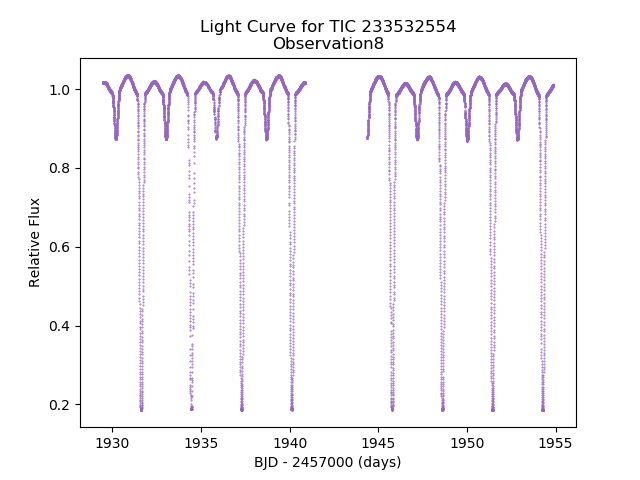 Light Curve for TIC 233532554
Observation8
1.0
0.8
0.6
0.4
0.2
Relative Flux
1930
1935
1940
1945
1950
1955
BJD - 2457000 (days)